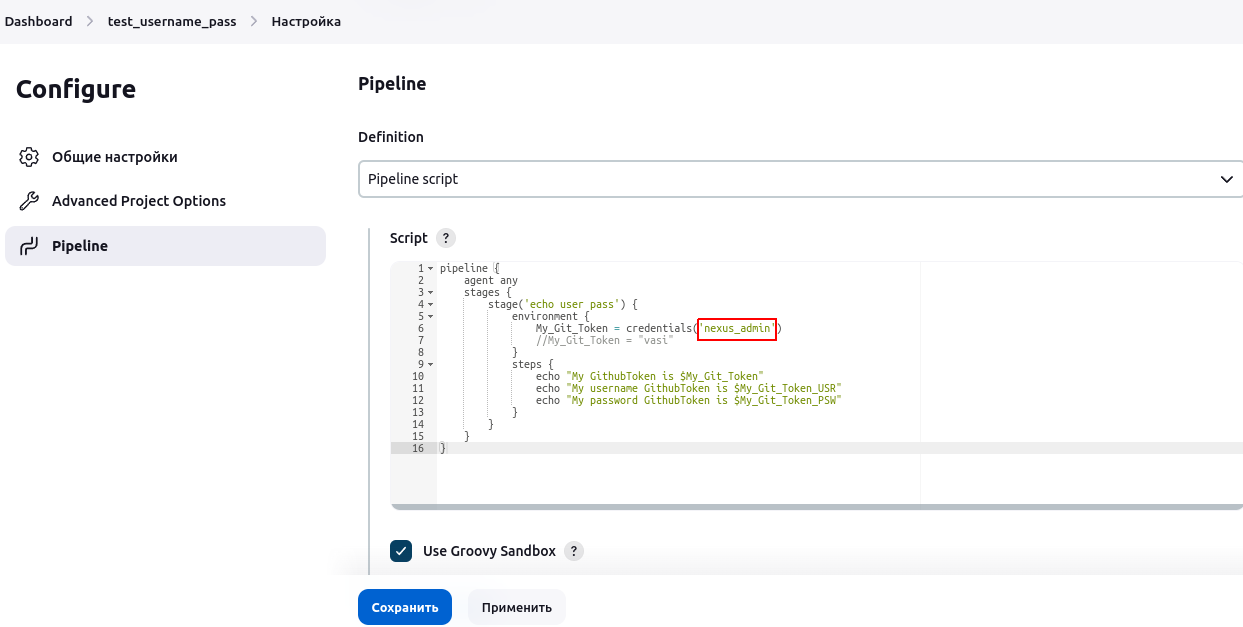 Dashboard > test_username_pass > Настройка
Configure
Общие настройки
Advanced Project Options
Pipeline
Pipeline
Definition
Pipeline script
Script ?
1 pipeline {
2     agent any
3     stages {
4         stage('echo user pass') {
5             environment {
6                 My_Git_Token = credentials('nexus_admin')
7                 //My_Git_Token = "vasi"
8             }
9             steps {
10                 echo "My GithubToken is $My_Git_Token"
11                 echo "My username GithubToken is $My_Git_Token_USR"
12                 echo "My password GithubToken is $My_Git_Token_PSW"
13             }
14         }
15     }
16 }
Use Groovy Sandbox ?
Сохранить Применить